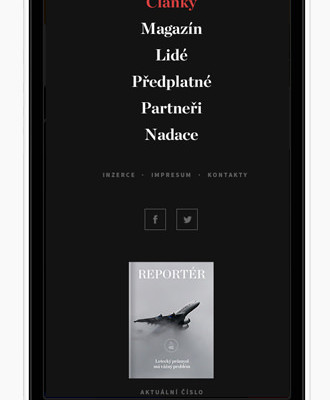 Články
Magazín
Lidé
Předplatné
Partneři
Nadace
INZERCE · IMPRESUM · KONTAKTY
REPORTÉR
Letecký průmysl
má vážný problém
AKTUÁLNÍ ČÍSLO